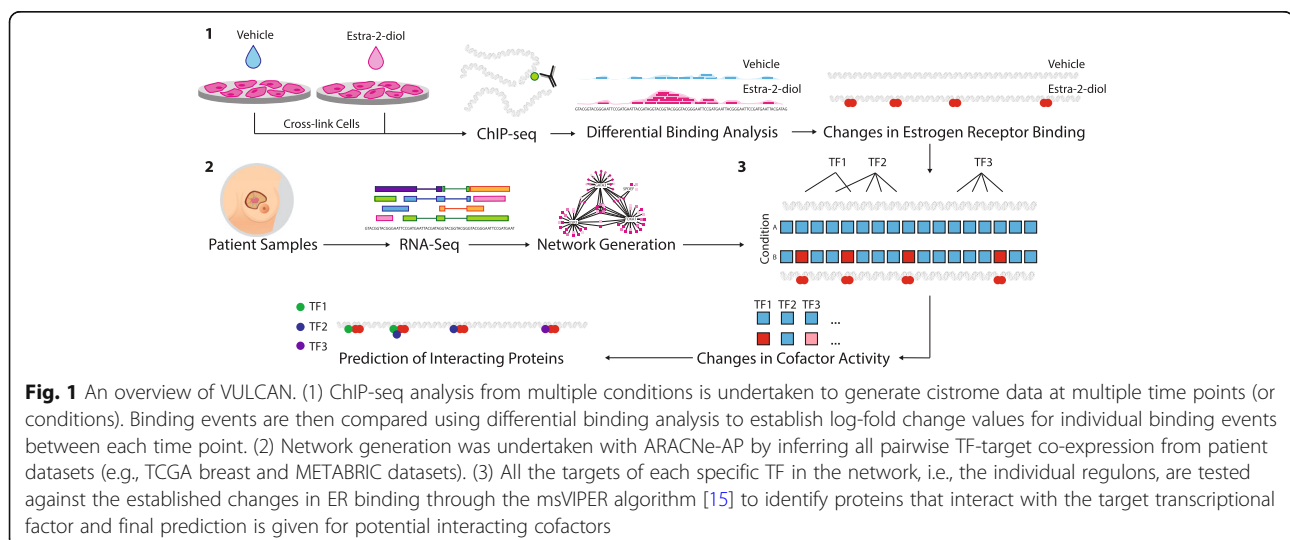 1
Vehicle
Estra-2-diol
Cross-link Cells
ChIP-seq
Vehicle
Estra-2-diol
Differential Binding Analysis
Vehicle
Estra-2-diol
Changes in Estrogen Receptor Binding
2
Patient Samples
RNA-Seq
Network Generation
3
TF1 TF2 TF3
Condition
A
B
TF1 TF2 TF3
...
...
Changes in Cofactor Activity
TF1
TF2
TF3
Prediction of Interacting Proteins
Fig. 1 An overview of VULCAN. (1) ChIP-seq analysis from multiple conditions is undertaken to generate cistrome data at multiple time points (or
conditions). Binding events are then compared using differential binding analysis to establish log-fold change values for individual binding events
between each time point. (2) Network generation was undertaken with ARACNe-AP by inferring all pairwise TF-target co-expression from patient
datasets (e.g., TCGA breast and METABRIC datasets). (3) All the targets of each specific TF in the network, i.e., the individual regulons, are tested
against the established changes in ER binding through the msVIPER algorithm [15] to identify proteins that interact with the target transcriptional
factor and final prediction is given for potential interacting cofactors